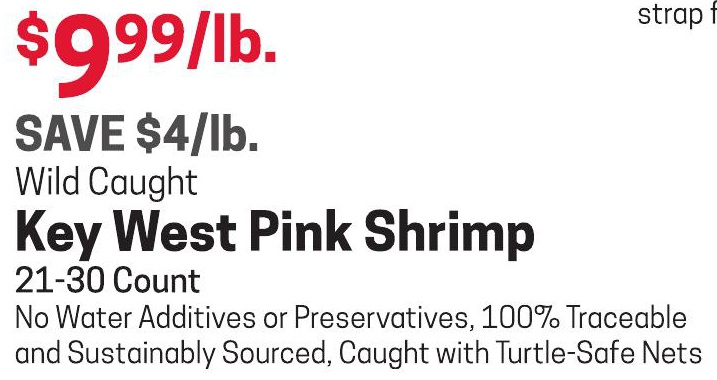 strap f
$9.99/lb.
SAVE $4/lb.
Wild Caught
Key West Pink Shrimp
21-30 Count
No Water Additives or Preservatives, 100% Traceable
and Sustainably Sourced, Caught with Turtle-Safe Nets